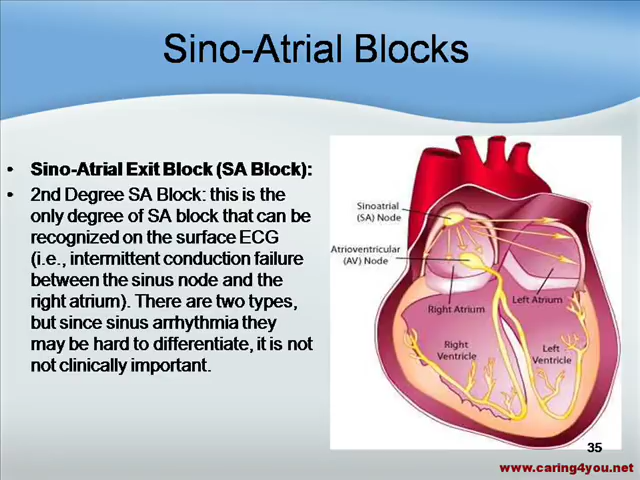 Sino-Atrial Blocks
• Sino-Atrial Exit Block (SA Block):
• 2nd Degree SA Block: this is the
only degree of SA block that can be
recognized on the surface ECG
(i.e., intermittent conduction failure
between the sinus node and the
right atrium). There are two types,
but since sinus arrhythmia they
may be hard to differentiate, it is not
not clinically important.
Sinoatrial
(SA) Node
Atrioventricular
(AV) Node
Right Atrium
Left Atrium
Right
Ventricle
Left
Ventricle
35
www.caring4you.net